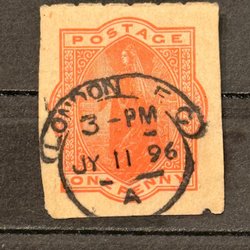 POSTAGE
LONDON E.C
3-PM
JY 11 96
A
ONE PENNY